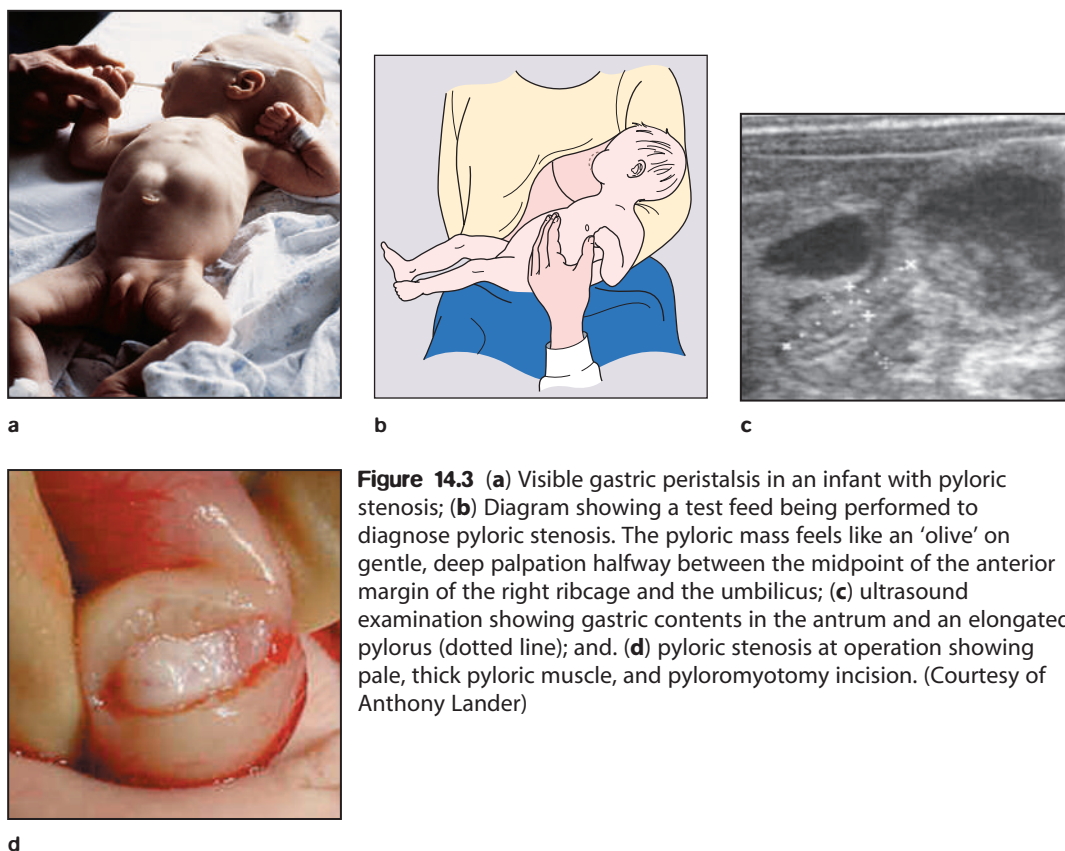 a
b
c
Figure 14.3 (a) Visible gastric peristalsis in an infant with pyloric
stenosis; (b) Diagram showing a test feed being performed to
diagnose pyloric stenosis. The pyloric mass feels like an ‘olive’ on
gentle, deep palpation halfway between the midpoint of the anterior
margin of the right ribcage and the umbilicus; (c) ultrasound
examination showing gastric contents in the antrum and an elongated
pylorus (dotted line); and. (d) pyloric stenosis at operation showing
pale, thick pyloric muscle, and pyloromyotomy incision. (Courtesy of
Anthony Lander)
d